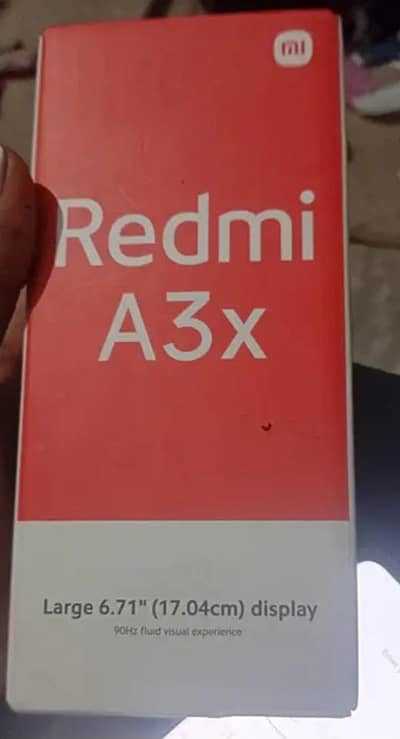 mi
Redmi
A3x
Large 6.71" (17.04cm) display
90Hz fluid visual experience